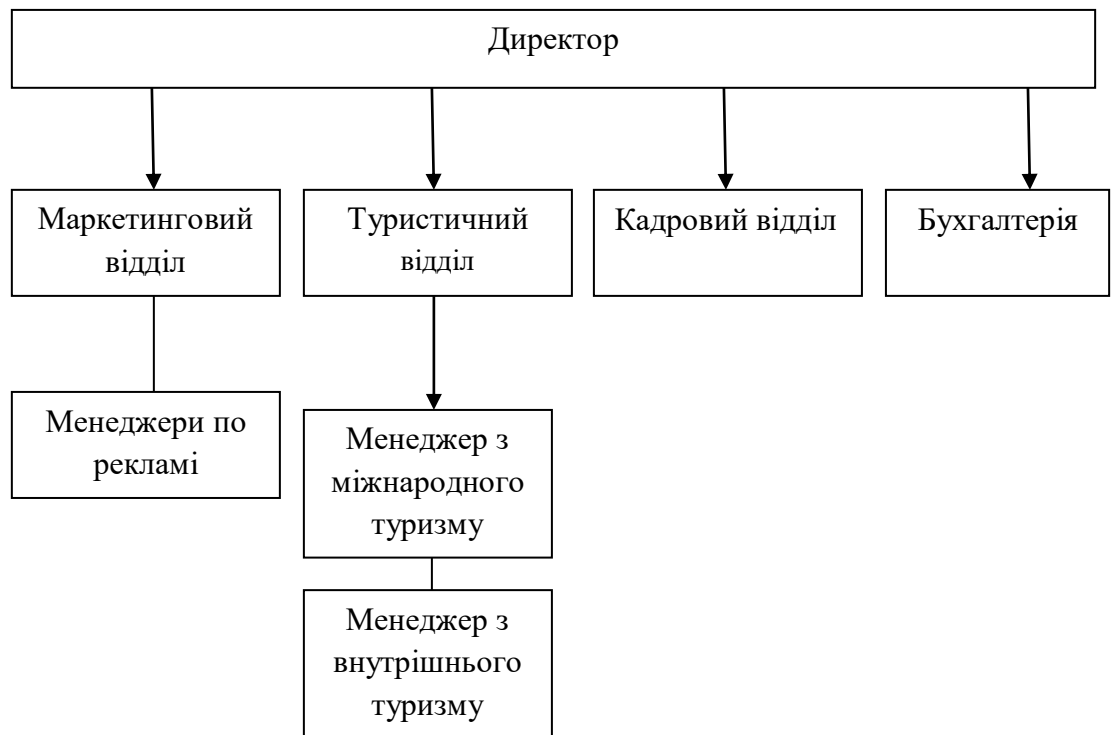 Директор
Маркетинговий
відділ
Туристичний
відділ
Кадровий відділ
Бухгалтерія
Менеджери по
рекламі
Менеджер з
міжнародного
туризму
Менеджер з
внутрішнього
туризму